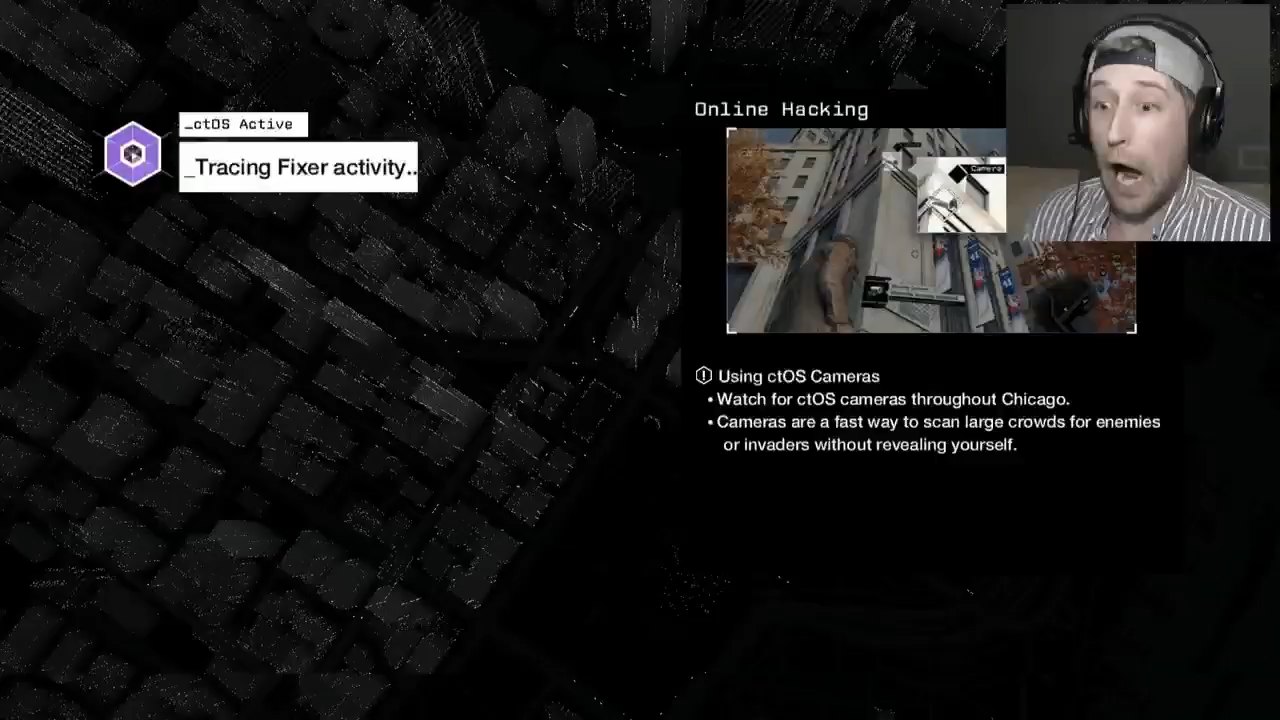 _ctOS Active
_Tracing Fixer activity..
Online Hacking
Camera
Using ctOS Cameras
• Watch for ctOS cameras throughout Chicago.
• Cameras are a fast way to scan large crowds for enemies
or invaders without revealing yourself.